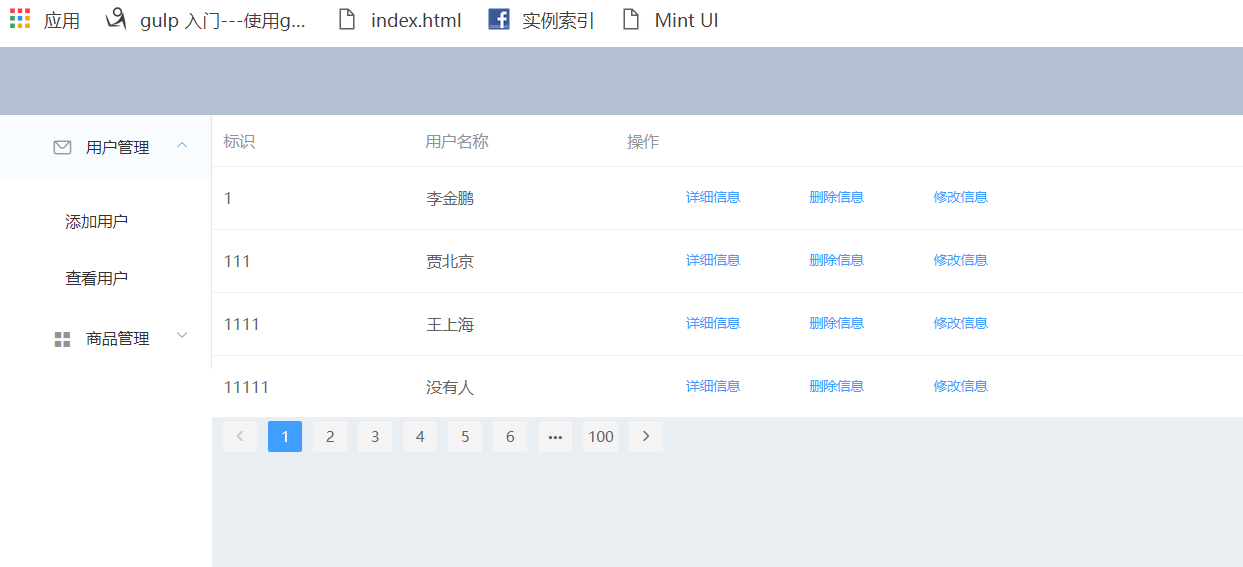 应用 gulp 入门---使用g... index.html 实例索引 Mint UI
用户管理
添加用户
查看用户
商品管理
标识 用户名称 操作
1 李金鹏 详细信息 删除信息 修改信息
111 贾北京 详细信息 删除信息 修改信息
1111 王上海 详细信息 删除信息 修改信息
11111 没有人 详细信息 删除信息 修改信息
1 2 3 4 5 6 ••• 100